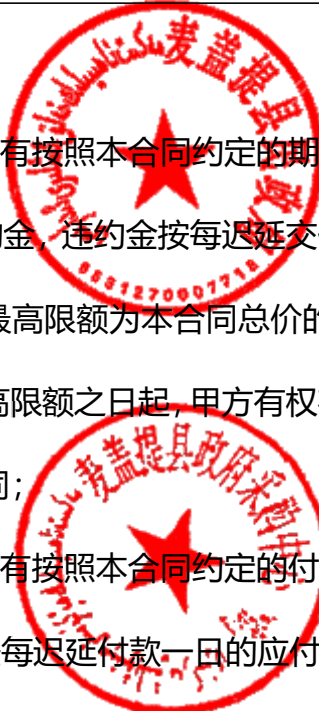 麦盖提县
有按照本合同约定的期
约金，违约金按每迟延交
最高限额为本合同总价的
高限额之日起，甲方有权
同；
麦盖提县政府采购中心
有按照本合同约定的付
每迟延付款一日的应付